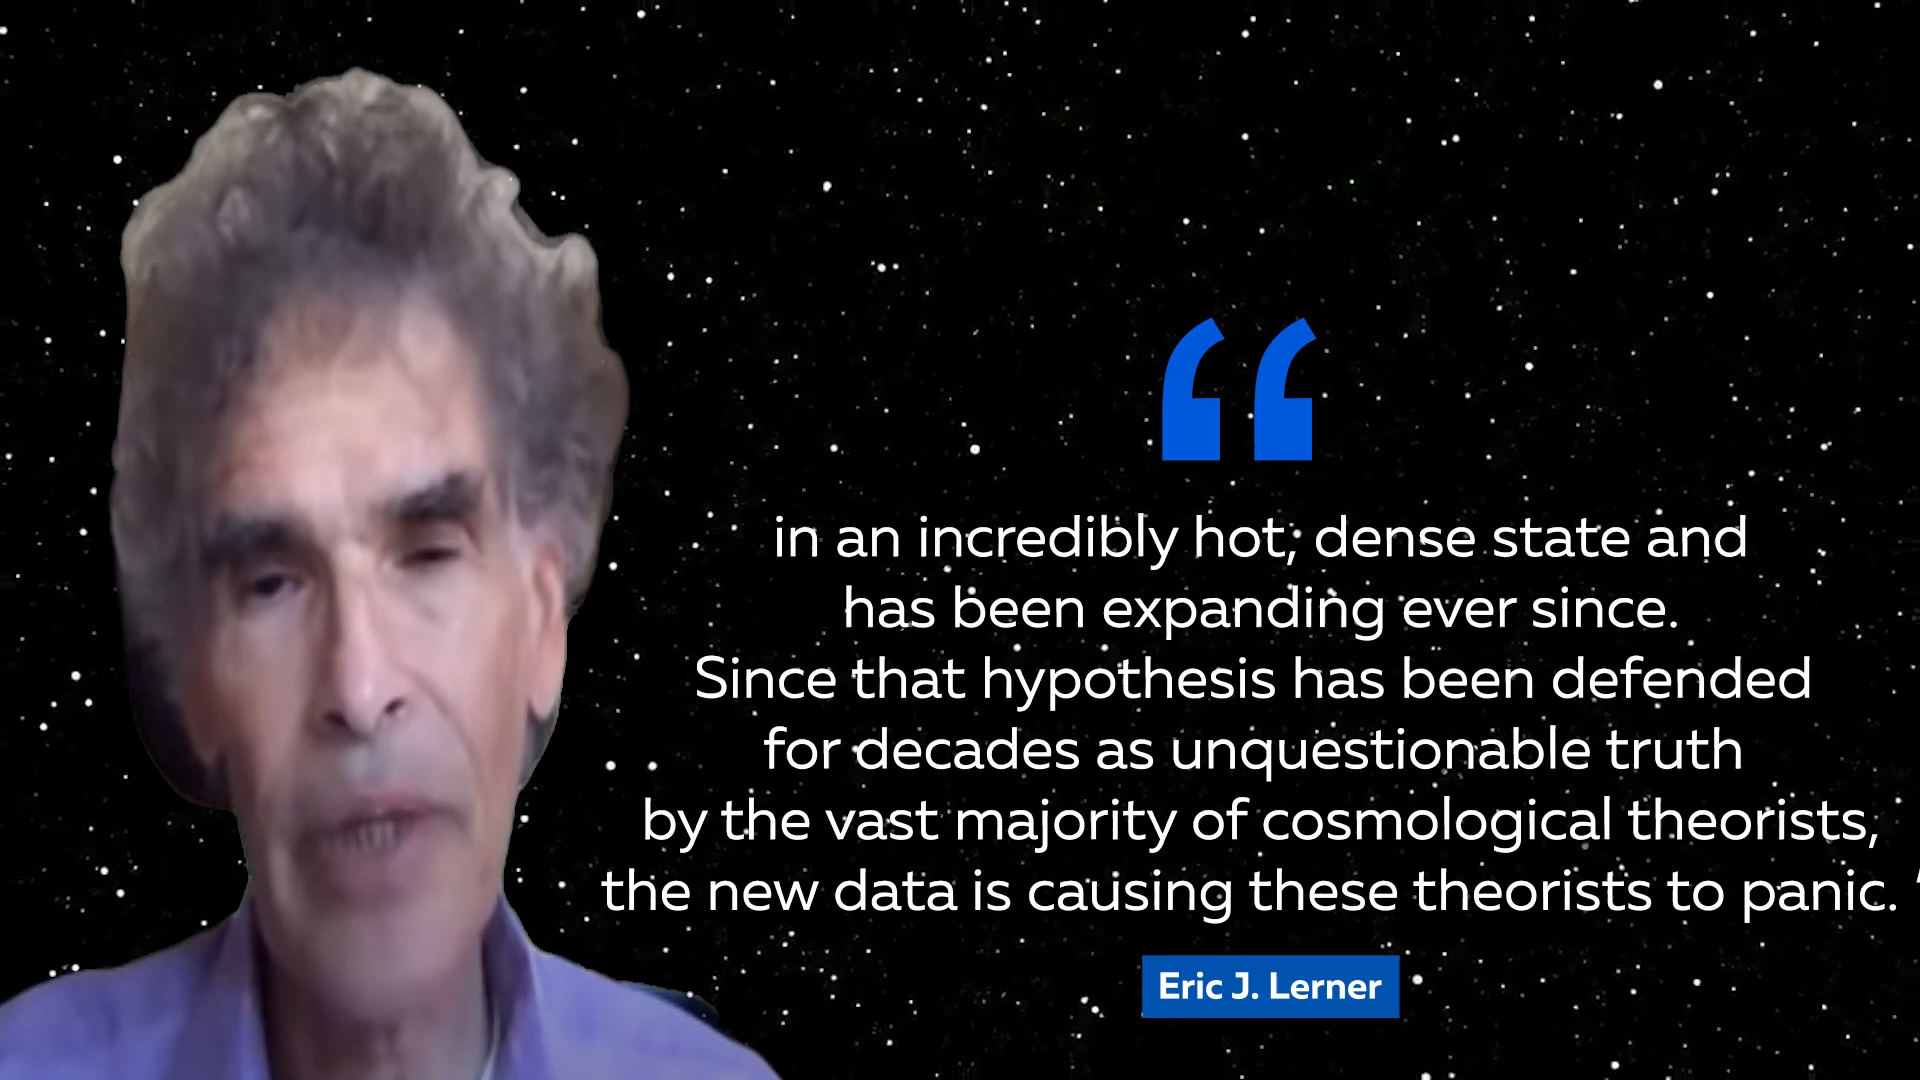 “
in an incredibly hot, dense state and
has been expanding ever since.
Since that hypothesis has been defended
for decades as unquestionable truth
by the vast majority of cosmological theorists,
the new data is causing these theorists to panic. '
Eric J. Lerner